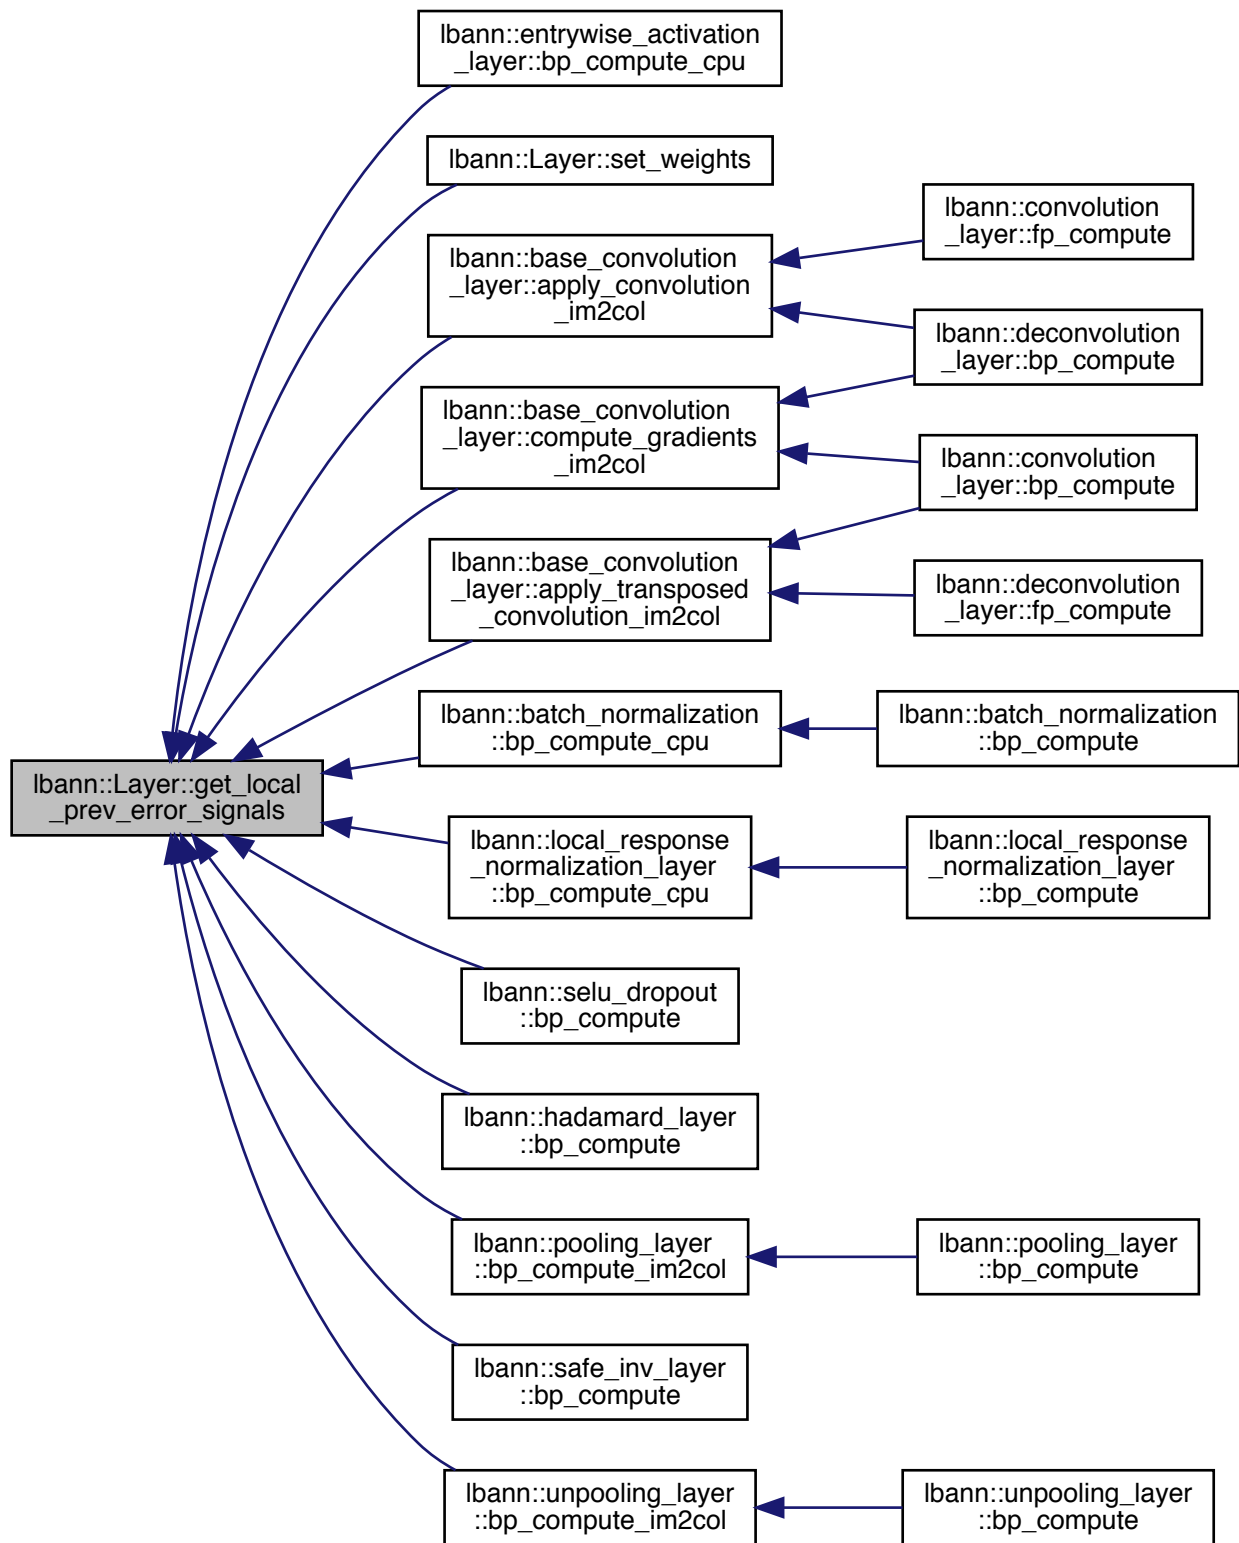 lbann::entrywise_activation
_layer::bp_compute_cpu
lbann::Layer::set_weights
lbann::base_convolution
_layer::apply_convolution
_im2col
lbann::base_convolution
_layer::compute_gradients
_im2col
lbann::base_convolution
_layer::apply_transposed
_convolution_im2col
lbann::convolution
_layer::fp_compute
lbann::deconvolution
_layer::bp_compute
lbann::convolution
_layer::bp_compute
lbann::deconvolution
_layer::fp_compute
lbann::Layer::get_local
_prev_error_signals
lbann::batch_normalization
::bp_compute_cpu
lbann::batch_normalization
::bp_compute
lbann::local_response
_normalization_layer
::bp_compute_cpu
lbann::local_response
_normalization_layer
::bp_compute
lbann::selu_dropout
::bp_compute
lbann::hadamard_layer
::bp_compute
lbann::pooling_layer
::bp_compute_im2col
lbann::pooling_layer
::bp_compute
lbann::safe_inv_layer
::bp_compute
lbann::unpooling_layer
::bp_compute_im2col
lbann::unpooling_layer
::bp_compute